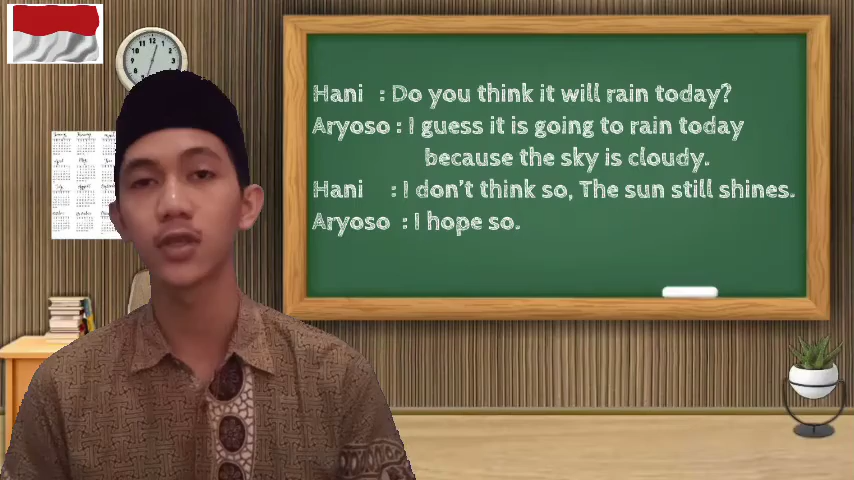 Hani : Do you think it will rain today?
Aryoso : I guess it is going to rain today
because the sky is cloudy.
Hani : I don't think so, The sun still shines.
Aryoso : I hope so.